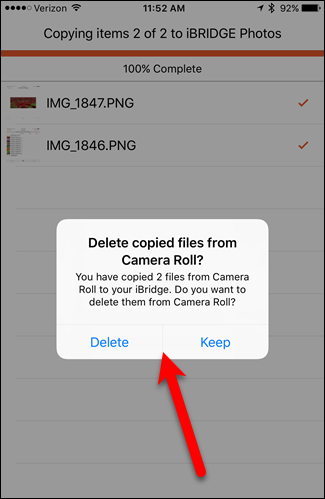 Verizon 11:52 AM 92%
Copying items 2 of 2 to iBRIDGE Photos
100% Complete
IMG_1847.PNG
IMG_1846.PNG
Delete copied files from
Camera Roll?
You have copied 2 files from Camera
Roll to your iBridge. Do you want to
delete them from Camera Roll?
Delete Keep